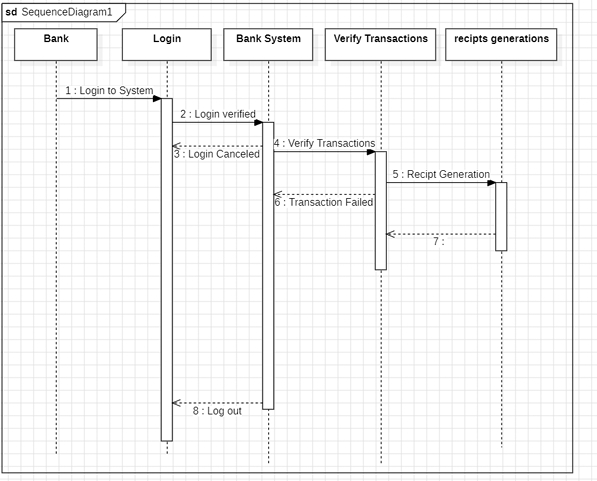 sd SequenceDiagram1
Bank
Login
Bank System
Verify Transactions
recipts generations
1 : Login to System
2 : Login verified
3 : Login Canceled
4 : Verify Transactions
5 : Recipt Generation
6 : Transaction Failed
7 :
8 : Log out